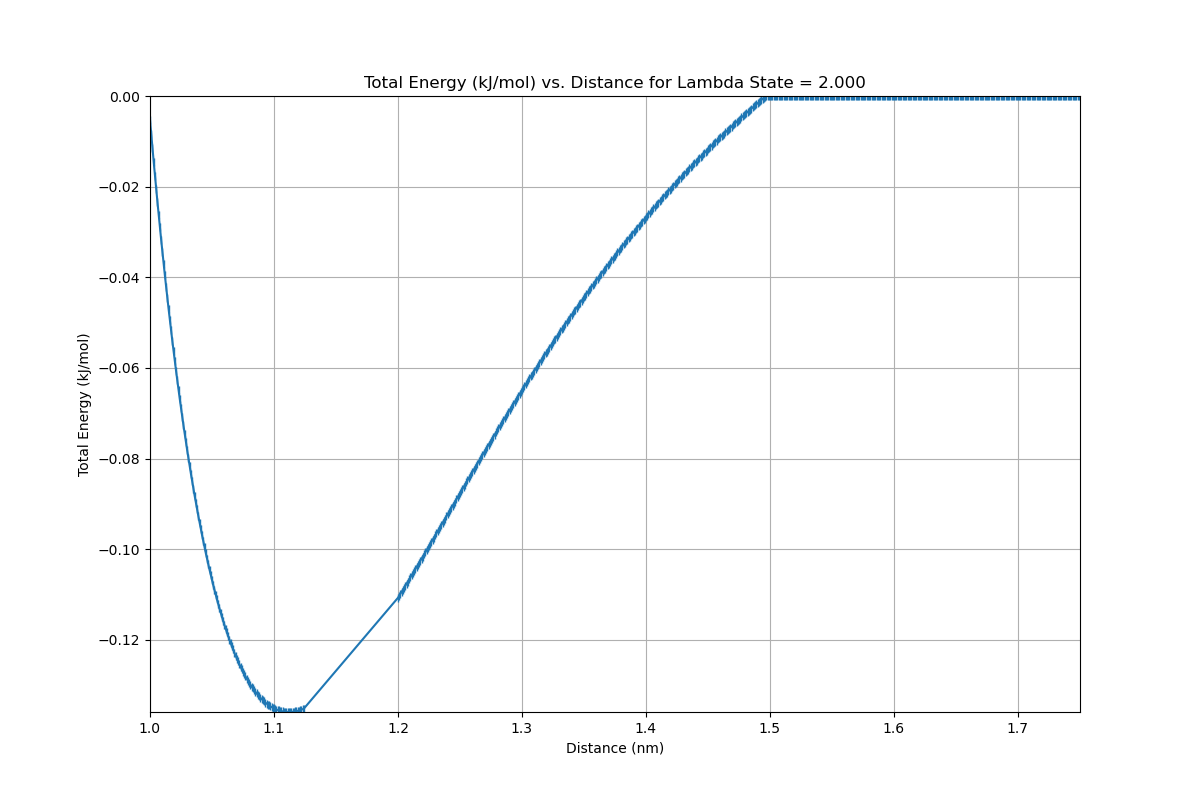 Total Energy (kJ/mol) vs. Distance for Lambda State = 2.000
0.00
−0.02
−0.04
−0.06
−0.08
−0.10
−0.12
Total Energy (kJ/mol)
1.0 1.1 1.2 1.3 1.4 1.5 1.6 1.7
Distance (nm)